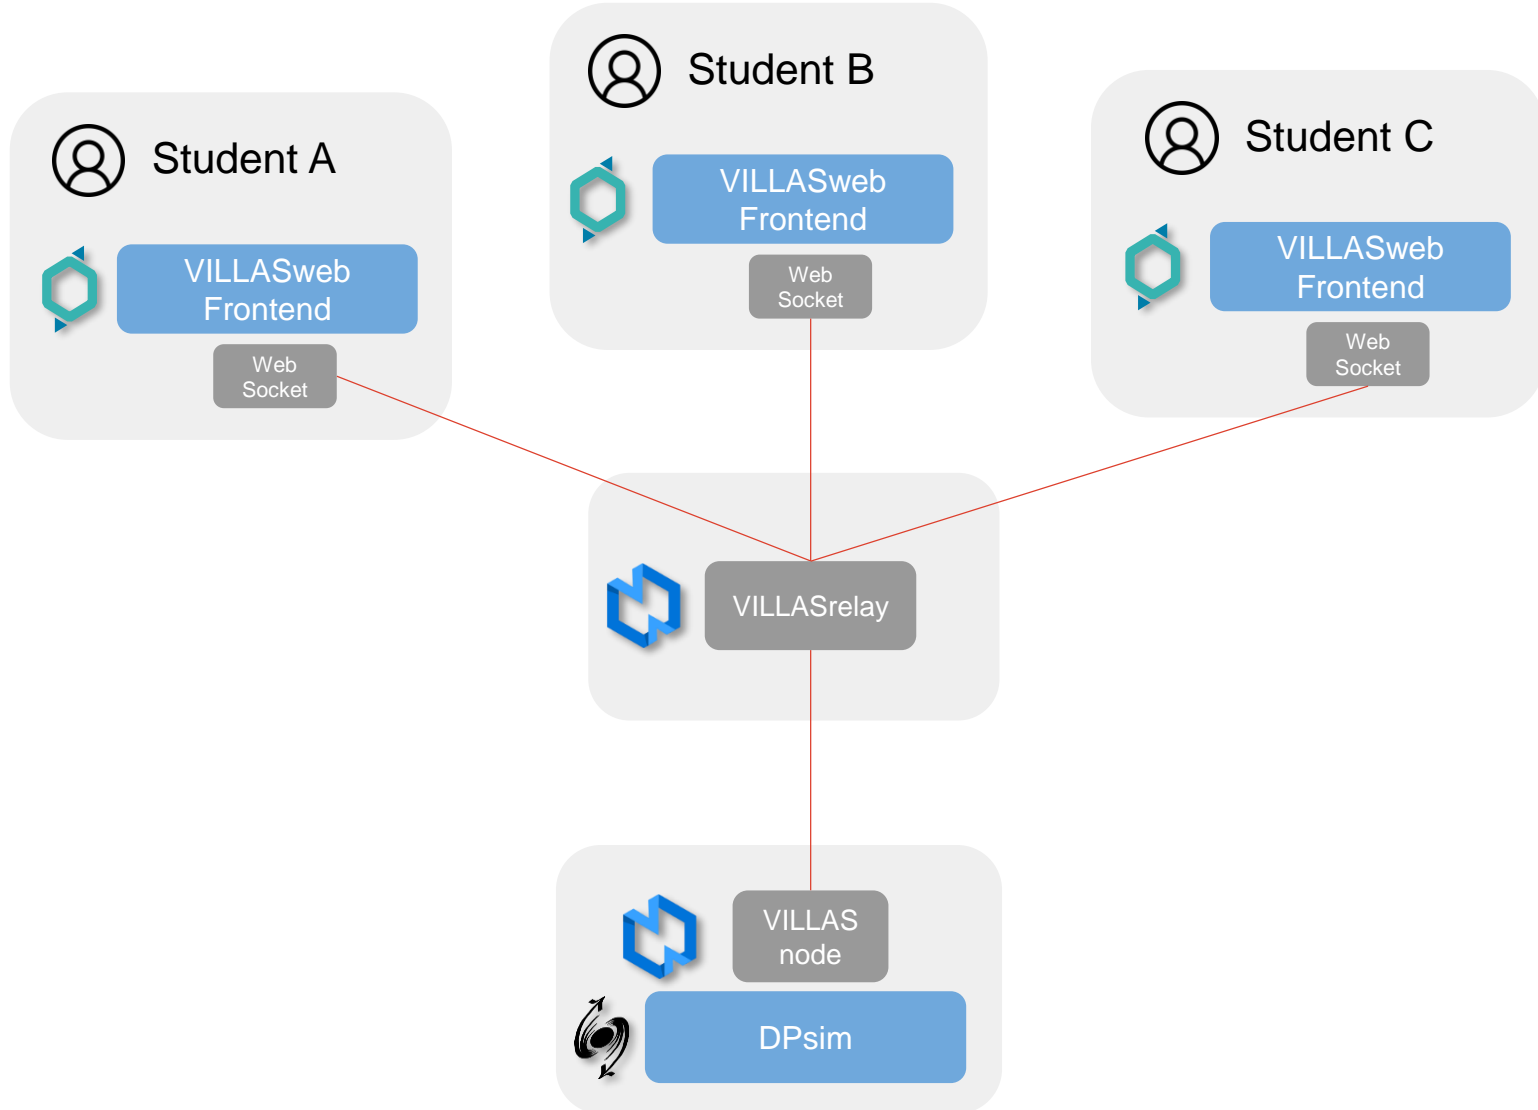 Student A
VILLASweb
Frontend
Web
Socket
Student B
VILLASweb
Frontend
Web
Socket
Student C
VILLASweb
Frontend
Web
Socket
VILLASrelay
VILLAS
node
DPsim